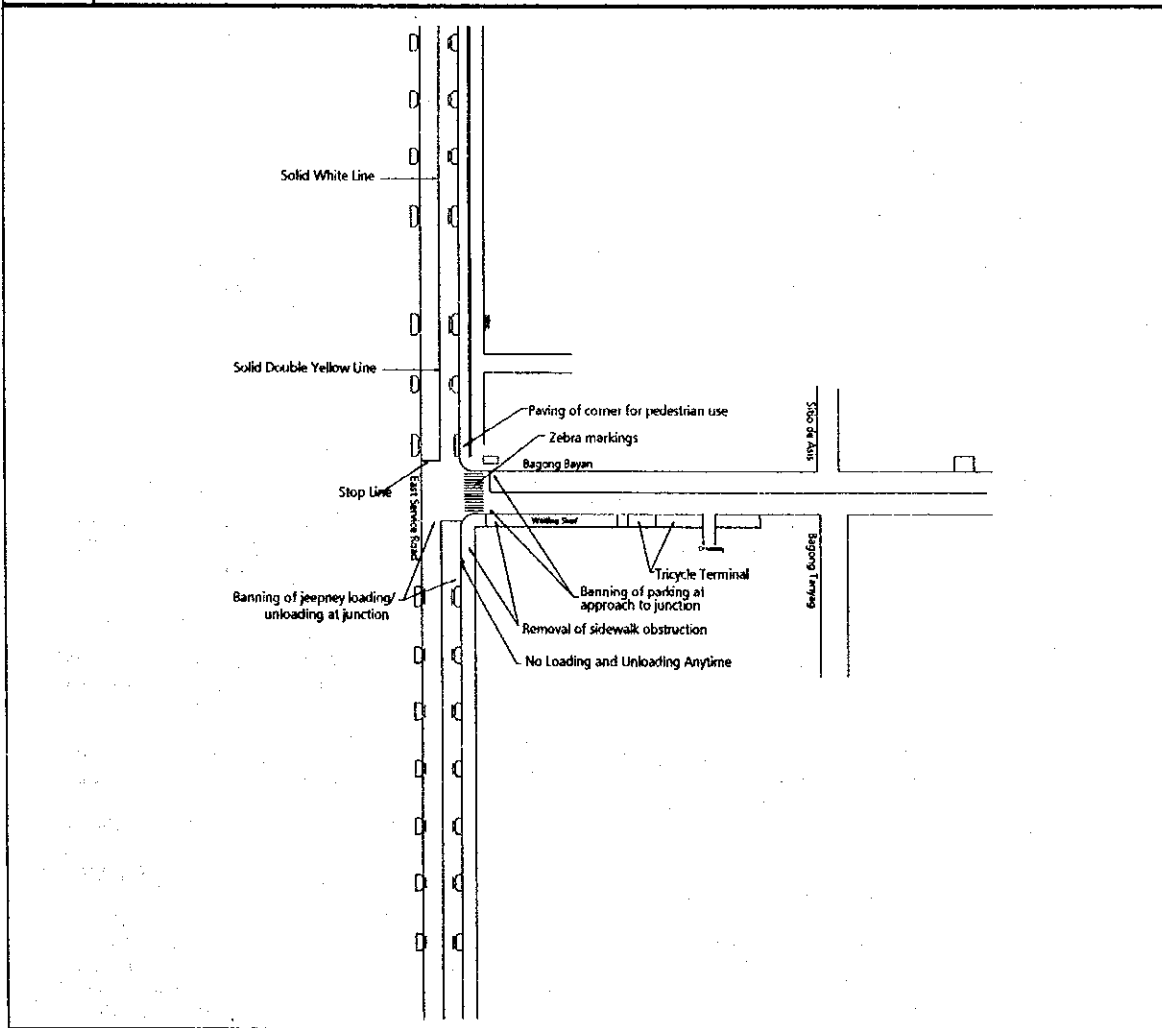 Solid White Line
Solid Double Yellow Line
Paving of corner for pedestrian use
Zebra markings
Bagong Bayan
Sitio de Asis
Stop Line
East Service Road
Waiting Shed
Tricycle Terminal
Bagong Tanyag
Banning of jeepney loading/
unloading at junction
Banning of parking at
approach to junction
Removal of sidewalk obstruction
No Loading and Unloading Anytime